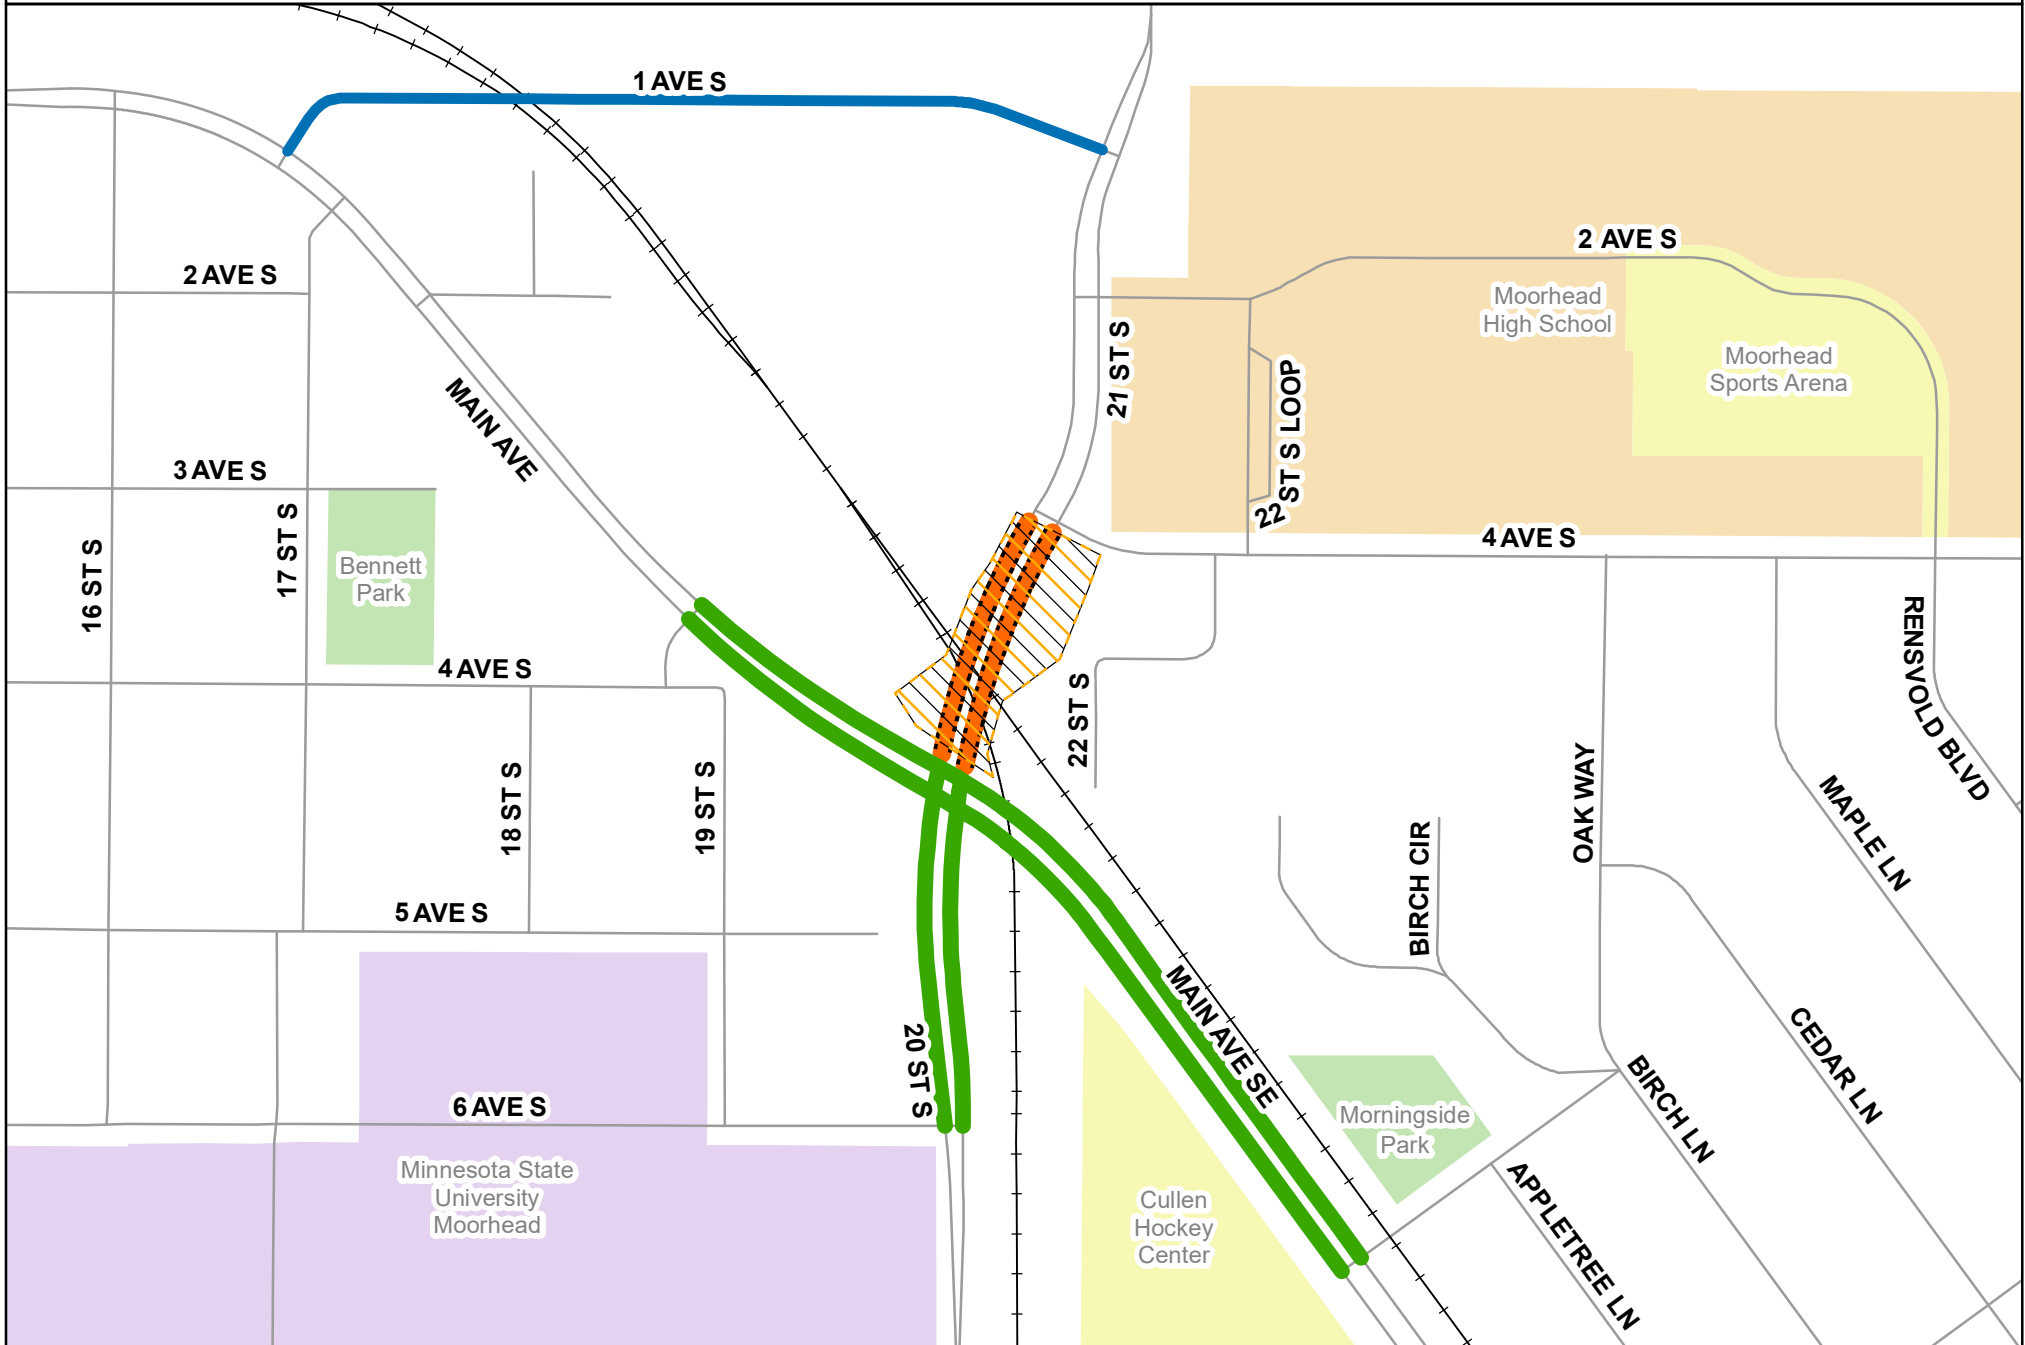 1 AVE S
2 AVE S
2 AVE S
Moorhead
High School
Moorhead
Sports Arena
21 ST S
22 ST S LOOP
MAIN AVE
3 AVE S
16 ST S
17 ST S
Bennett
Park
4 AVE S
4 AVE S
RENSVOLD BLVD
22 ST S
18 ST S
19 ST S
OAK WAY
MAPLE LN
BIRCH CIR
5 AVE S
MAIN AVE SE
20 ST S
6 AVE S
CEDAR LN
BIRCH LN
Morningside
Park
Minnesota State
University
Moorhead
Cullen
Hockey
Center
APPLETREE LN